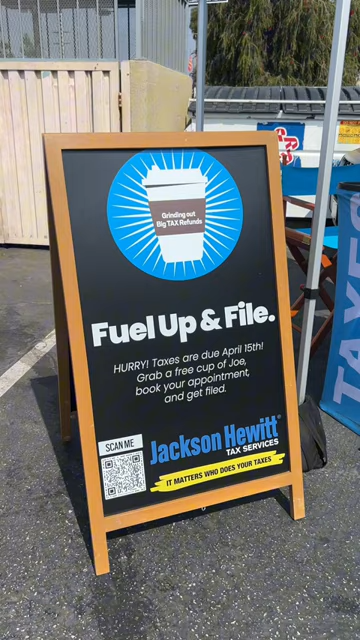 Grinding out
Big TAX Refunds
Fuel Up & File.
HURRY! Taxes are due April 15th!
Grab a free cup of Joe,
book your appointment,
and get filed.
SCAN ME
Jackson Hewitt®
TAX SERVICES
IT MATTERS WHO DOES YOUR TAXES
TAXES